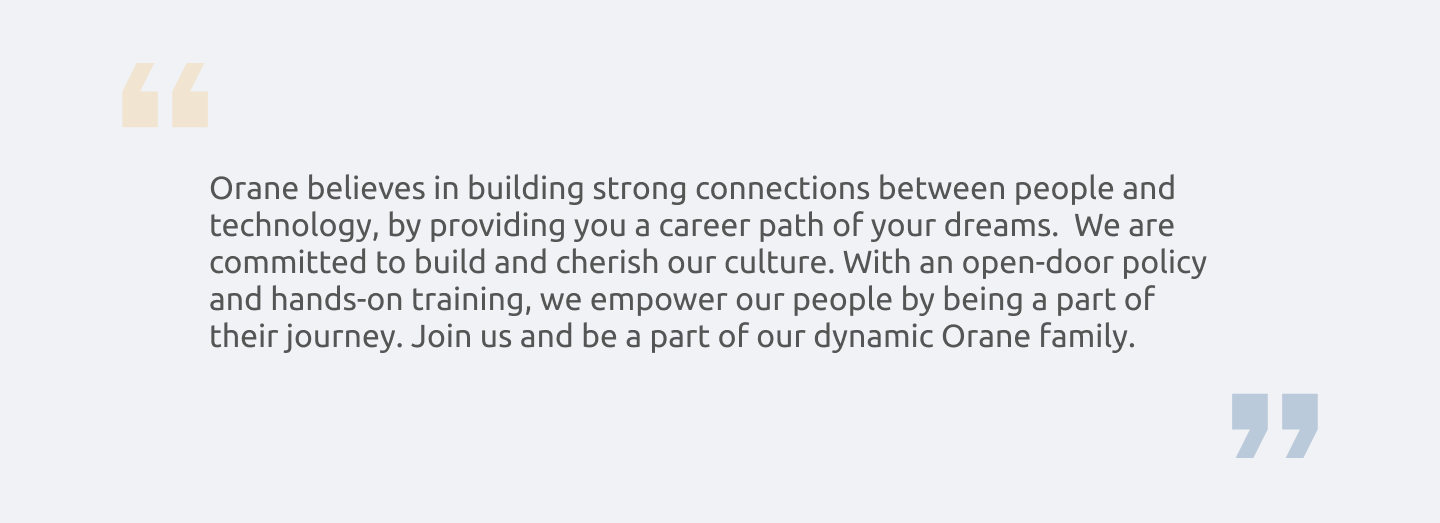 “
Orane believes in building strong connections between people and
technology, by providing you a career path of your dreams.  We are
committed to build and cherish our culture. With an open-door policy
and hands-on training, we empower our people by being a part of
their journey. Join us and be a part of our dynamic Orane family.
”